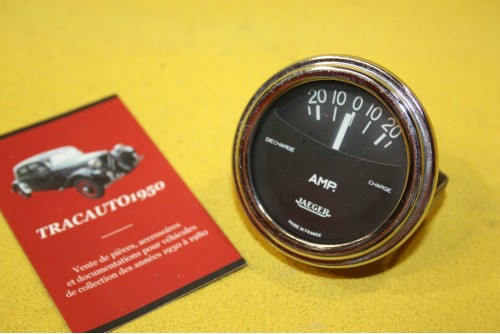 TRACAUTO1950
Vente de pièces, accessoires
et documentations pour véhicules
de collection des années 1930 à 1980
20 10 0 10 20
DECHARGE
CHARGE
AMP.
JAEGER
MADE IN FRANCE